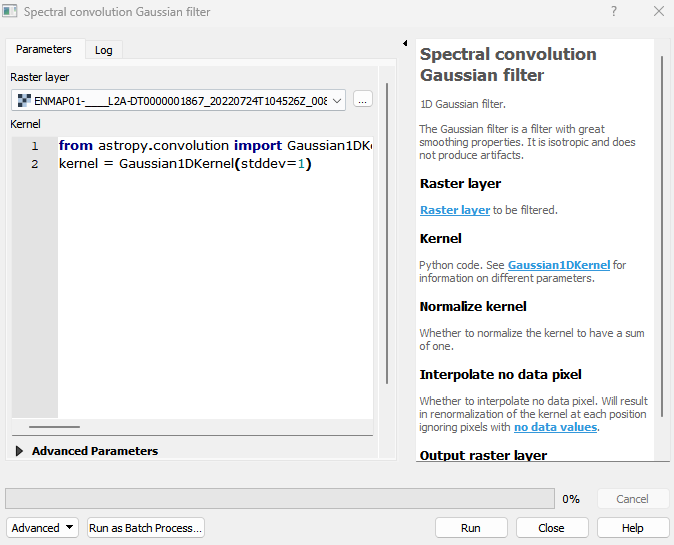 Spectral convolution Gaussian filter
?
Parameters
Log
Raster layer
ENMAP01-____L2A-DT0000001867_20220724T104526Z_008
...
Kernel
1 from astropy.convolution import Gaussian1DK
2 kernel = Gaussian1DKernel(stddev=1)
Advanced Parameters
Spectral convolution
Gaussian filter
1D Gaussian filter.
The Gaussian filter is a filter with great
smoothing properties. It is isotropic and does
not produce artifacts.
Raster layer
Raster layer to be filtered.
Kernel
Python code. See Gaussian1DKernel for
information on different parameters.
Normalize kernel
Whether to normalize the kernel to have a sum
of one.
Interpolate no data pixel
Whether to interpolate no data pixel. Will result
in renormalization of the kernel at each position
ignoring pixels with no data values.
Output raster layer
0%
Cancel
Advanced
Run as Batch Process...
Run
Close
Help